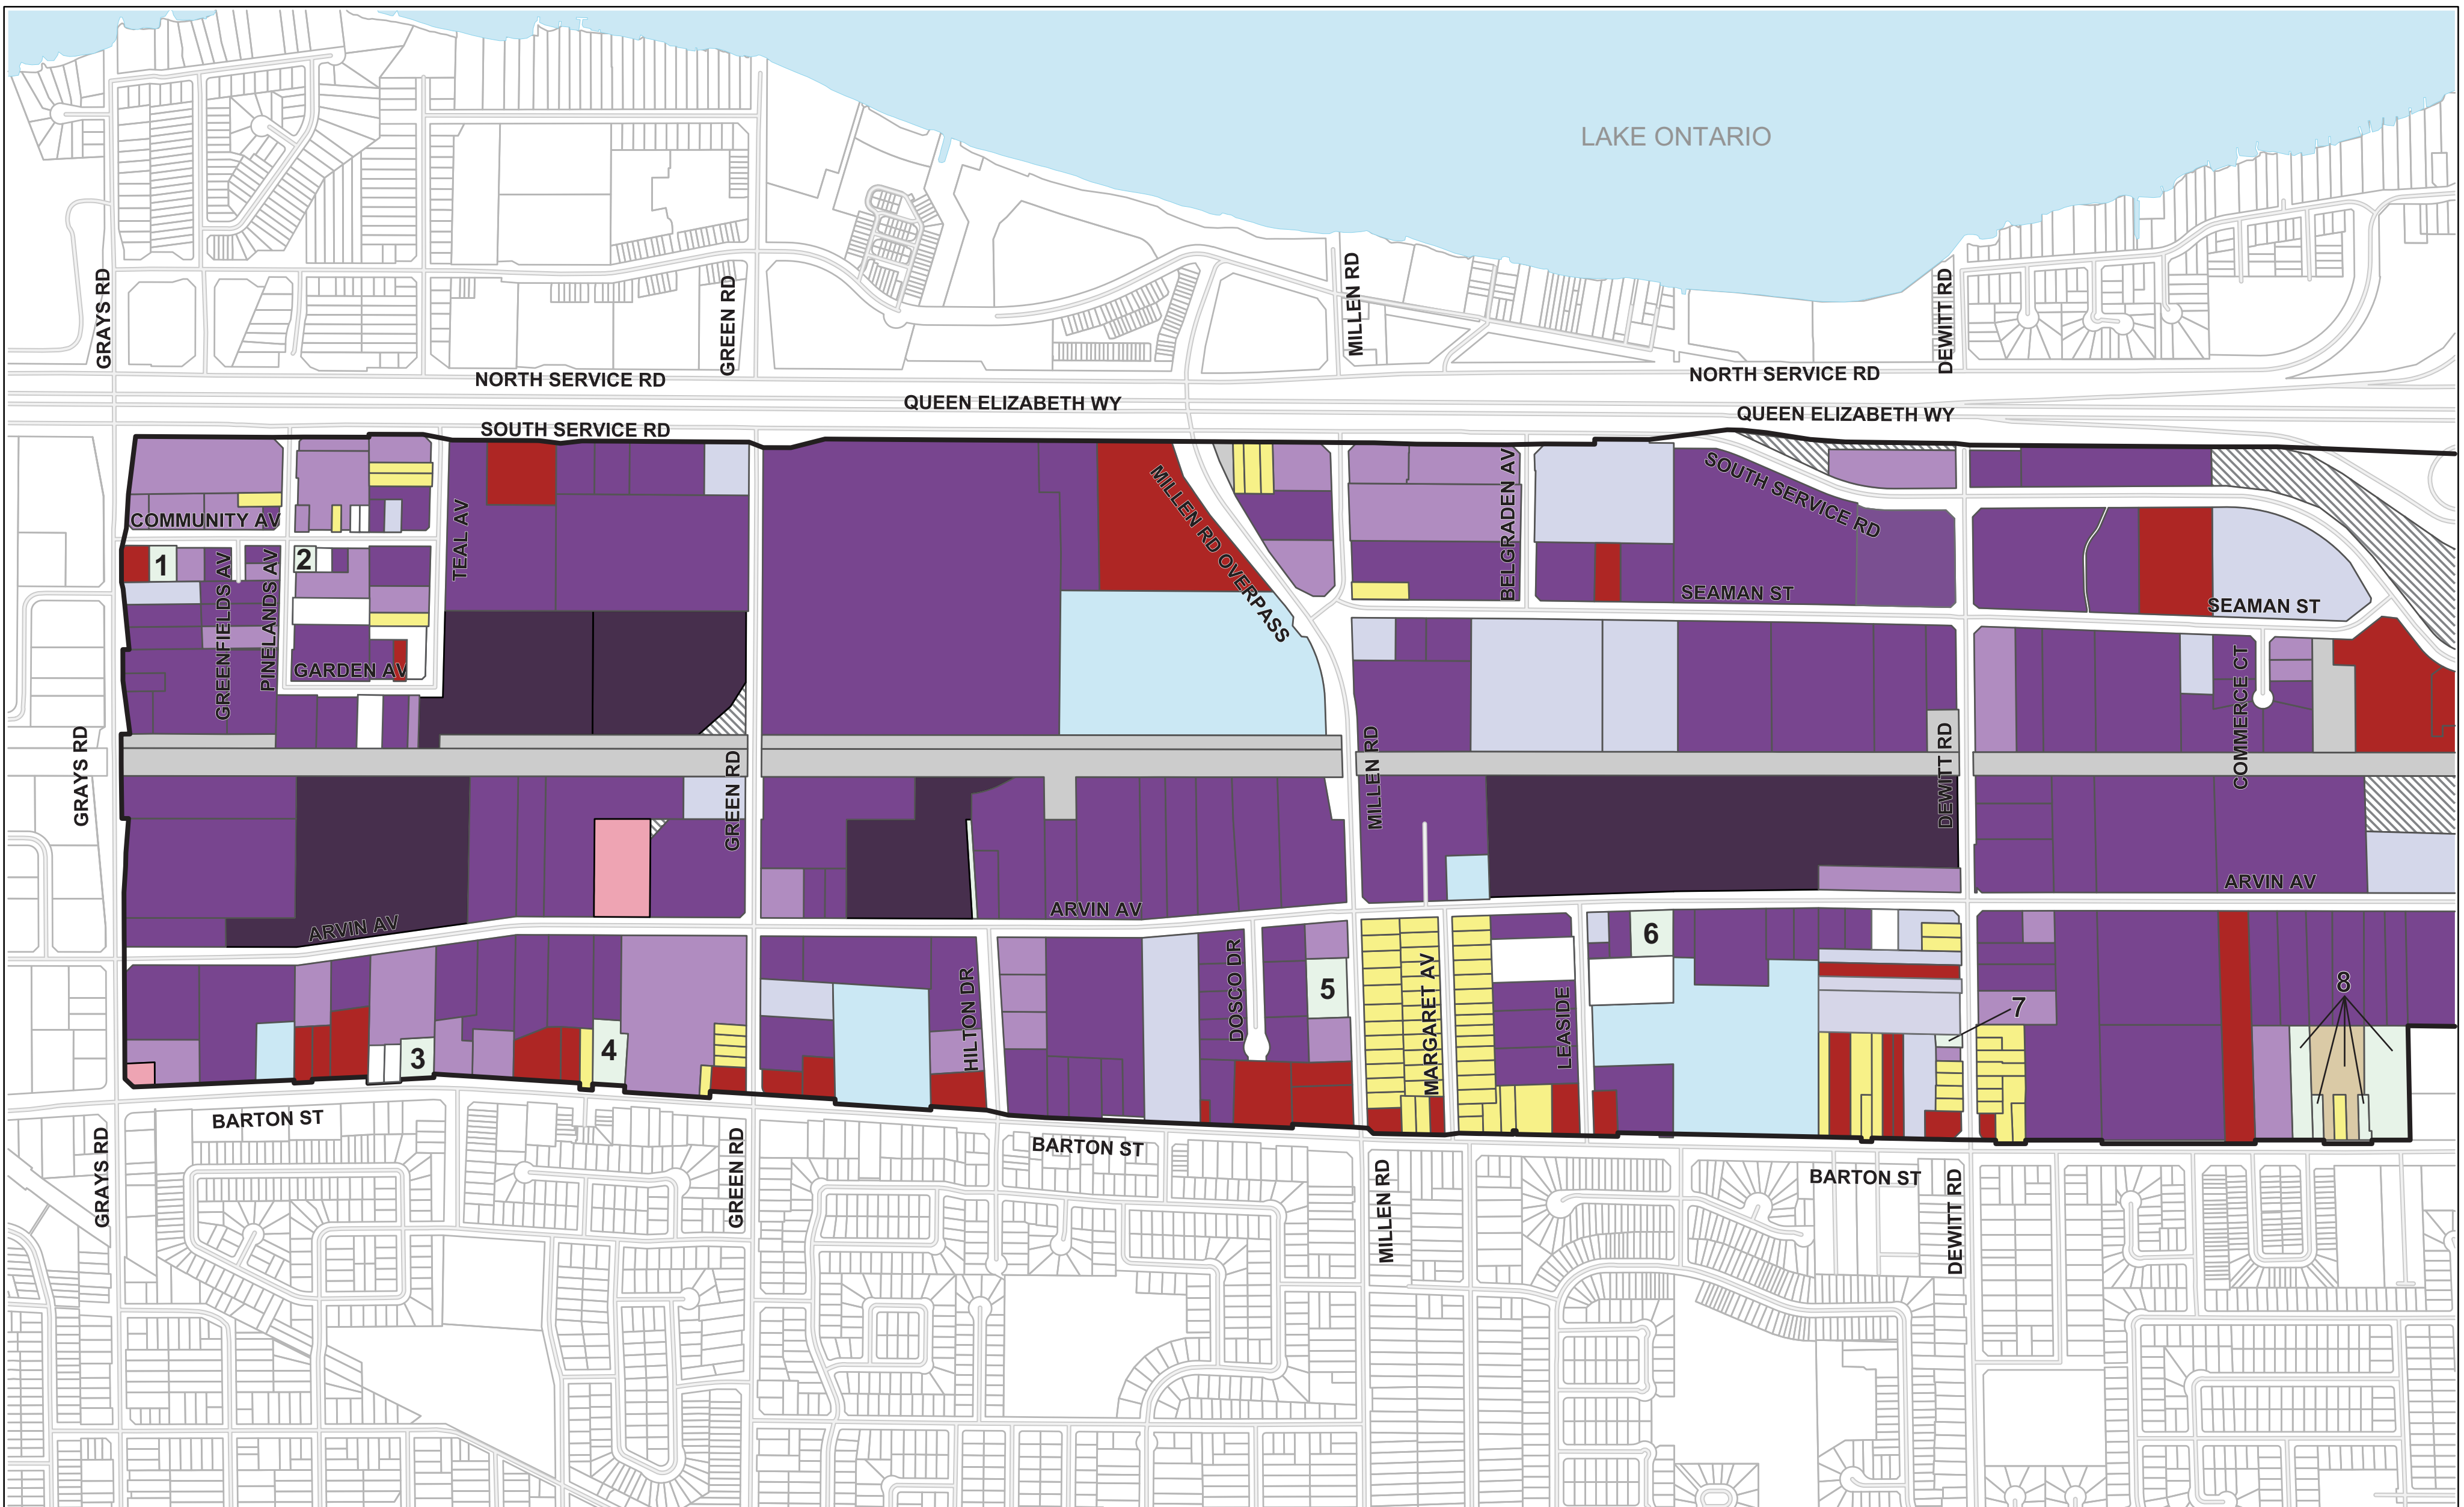 LAKE ONTARIO
GRAYS RD
GREEN RD
MILLEN RD
DEWITT RD
NORTH SERVICE RD
NORTH SERVICE RD
QUEEN ELIZABETH WY
QUEEN ELIZABETH WY
SOUTH SERVICE RD
SOUTH SERVICE RD
COMMUNITY AV
TEAL AV
MILLEN RD OVERPASS
BELGRADEN AV
1
2
GREENFIELDS AV
PINELANDS AV
SEAMAN ST
SEAMAN ST
GARDEN AV
COMMERCE CT
GRAYS RD
GREEN RD
MILLEN RD
DEWITT RD
ARVIN AV
ARVIN AV
ARVIN AV
6
5
DOSCO DR
HILTON DR
MARGARET AV
LEASIDE
7
8
3
4
BARTON ST
BARTON ST
BARTON ST
GRAYS RD
GREEN RD
MILLEN RD
DEWITT RD